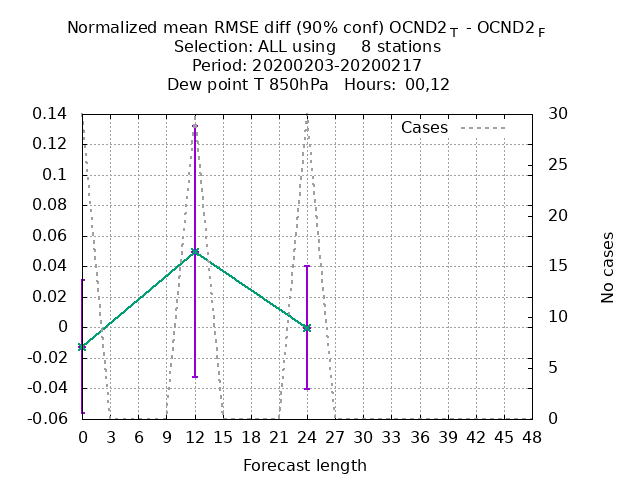 Normalized mean RMSE diff (90% conf) OCND2 T - OCND2 F
Selection: ALL using 8 stations
Period: 20200203-20200217
Dew point T 850hPa Hours: 00,12
Cases
0.14
0.12
0.1
0.08
0.06
0.04
0.02
0
-0.02
-0.04
-0.06
30
25
20
15
10
5
0
No cases
0 3 6 9 12 15 18 21 24 27 30 33 36 39 42 45 48
Forecast length